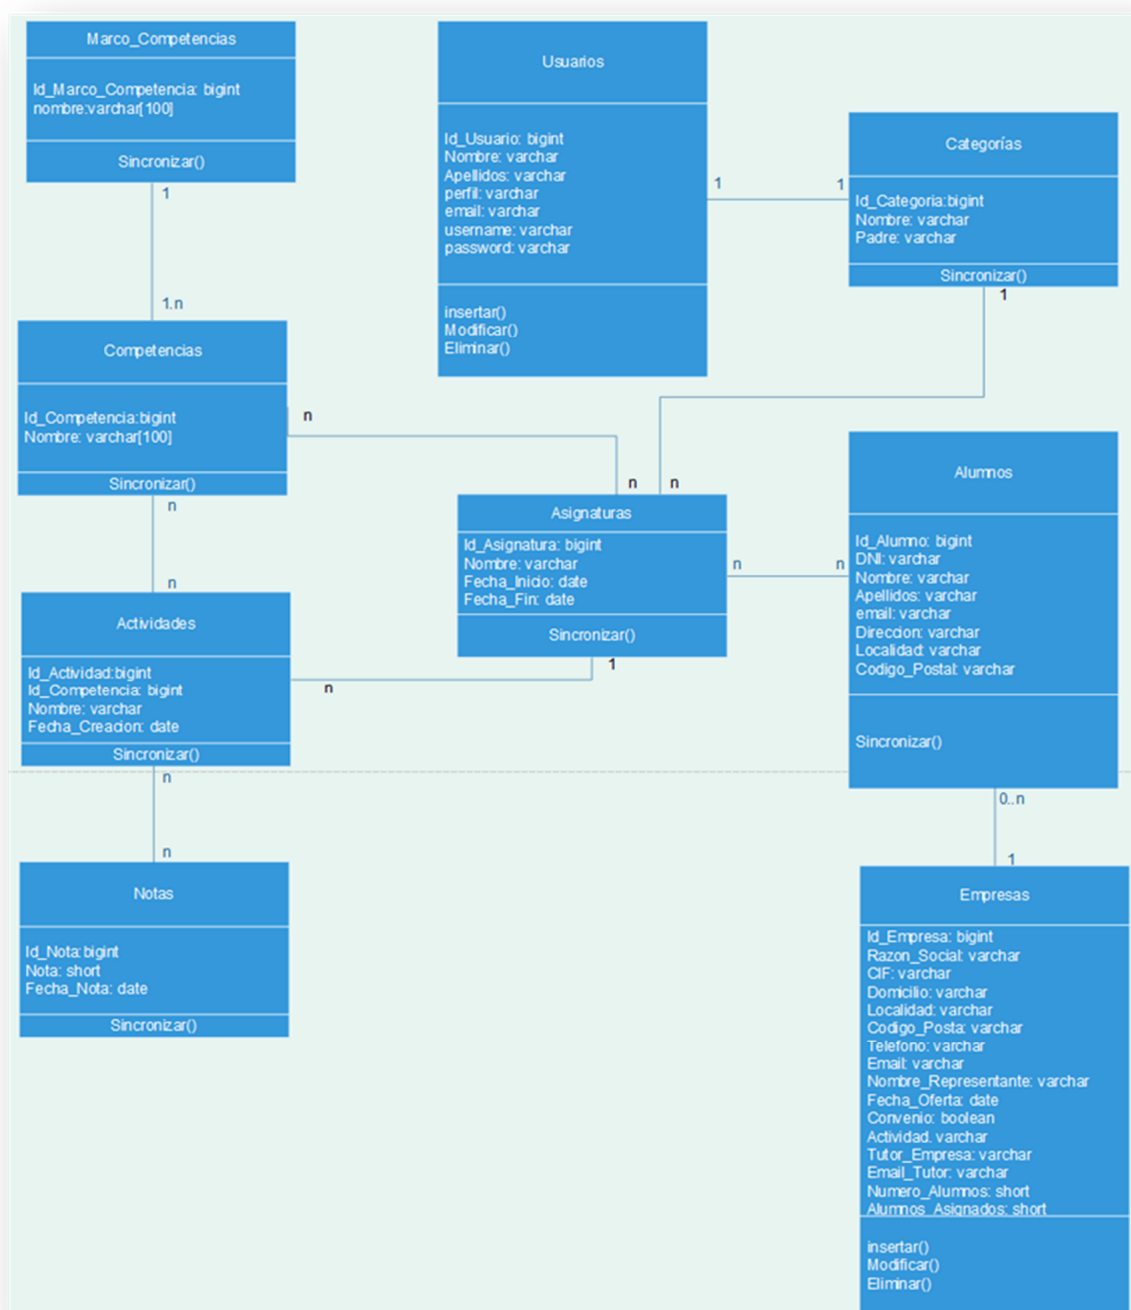 Marco_Competencias
Id_Marco_Competencia: bigint
nombre:varchar[100]
Sincronizar()
1
1.n
Usuarios
Id_Usuario: bigint
Nombre: varchar
Apellidos: varchar
perfil: varchar
email: varchar
username: varchar
password: varchar
insertar()
Modificar()
Eliminar()
1
1
Categorías
Id_Categoria:bigint
Nombre: varchar
Padre: varchar
Sincronizar()
1
Competencias
Id_Competencia:bigint
Nombre: varchar[100]
Sincronizar()
n
n
n
n
n
Asignaturas
Id_Asignatura: bigint
Nombre: varchar
Fecha_Inicio: date
Fecha_Fin: date
Sincronizar()
n
n
1
n
Alumnos
Id_Alumno: bigint
DNI: varchar
Nombre: varchar
Apellidos: varchar
email: varchar
Direccion: varchar
Localidad: varchar
Codigo_Postal: varchar
Sincronizar()
0..n
1
Actividades
Id_Actividad:bigint
Id_Competencia: bigint
Nombre: varchar
Fecha_Creacion: date
Sincronizar()
n
n
Notas
Id_Nota:bigint
Nota: short
Fecha_Nota: date
Sincronizar()
Empresas
Id_Empresa: bigint
Razon_Social: varchar
CIF: varchar
Domicilio: varchar
Localidad: varchar
Codigo_Posta: varchar
Telefono: varchar
Email: varchar
Nombre_Representante: varchar
Fecha_Oferta: date
Convenio: boolean
Actividad. varchar
Tutor_Empresa: varchar
Email_Tutor: varchar
Numero_Alumnos: short
Alumnos_Asignados: short
insertar()
Modificar()
Eliminar()